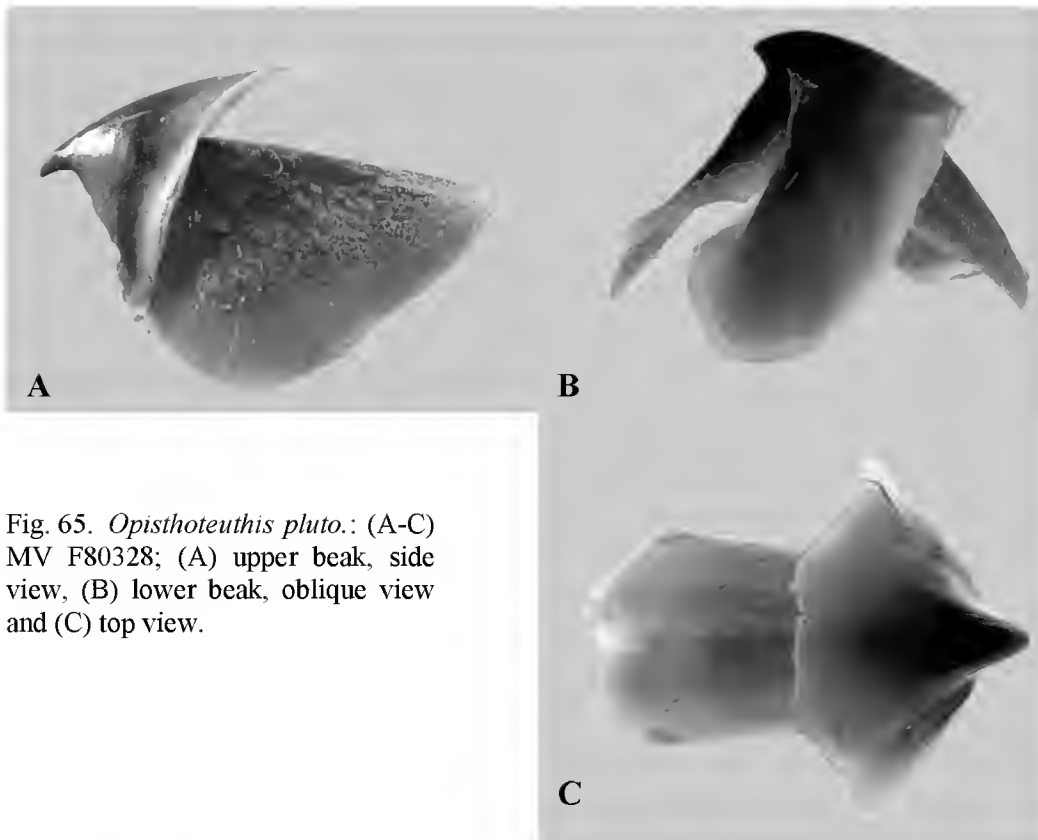 A
B
Fig. 65. Opisthoteuthis pluto.: (A-C)
MV F80328; (A) upper beak, side
view, (B) lower beak, oblique view
and (C) top view.
C